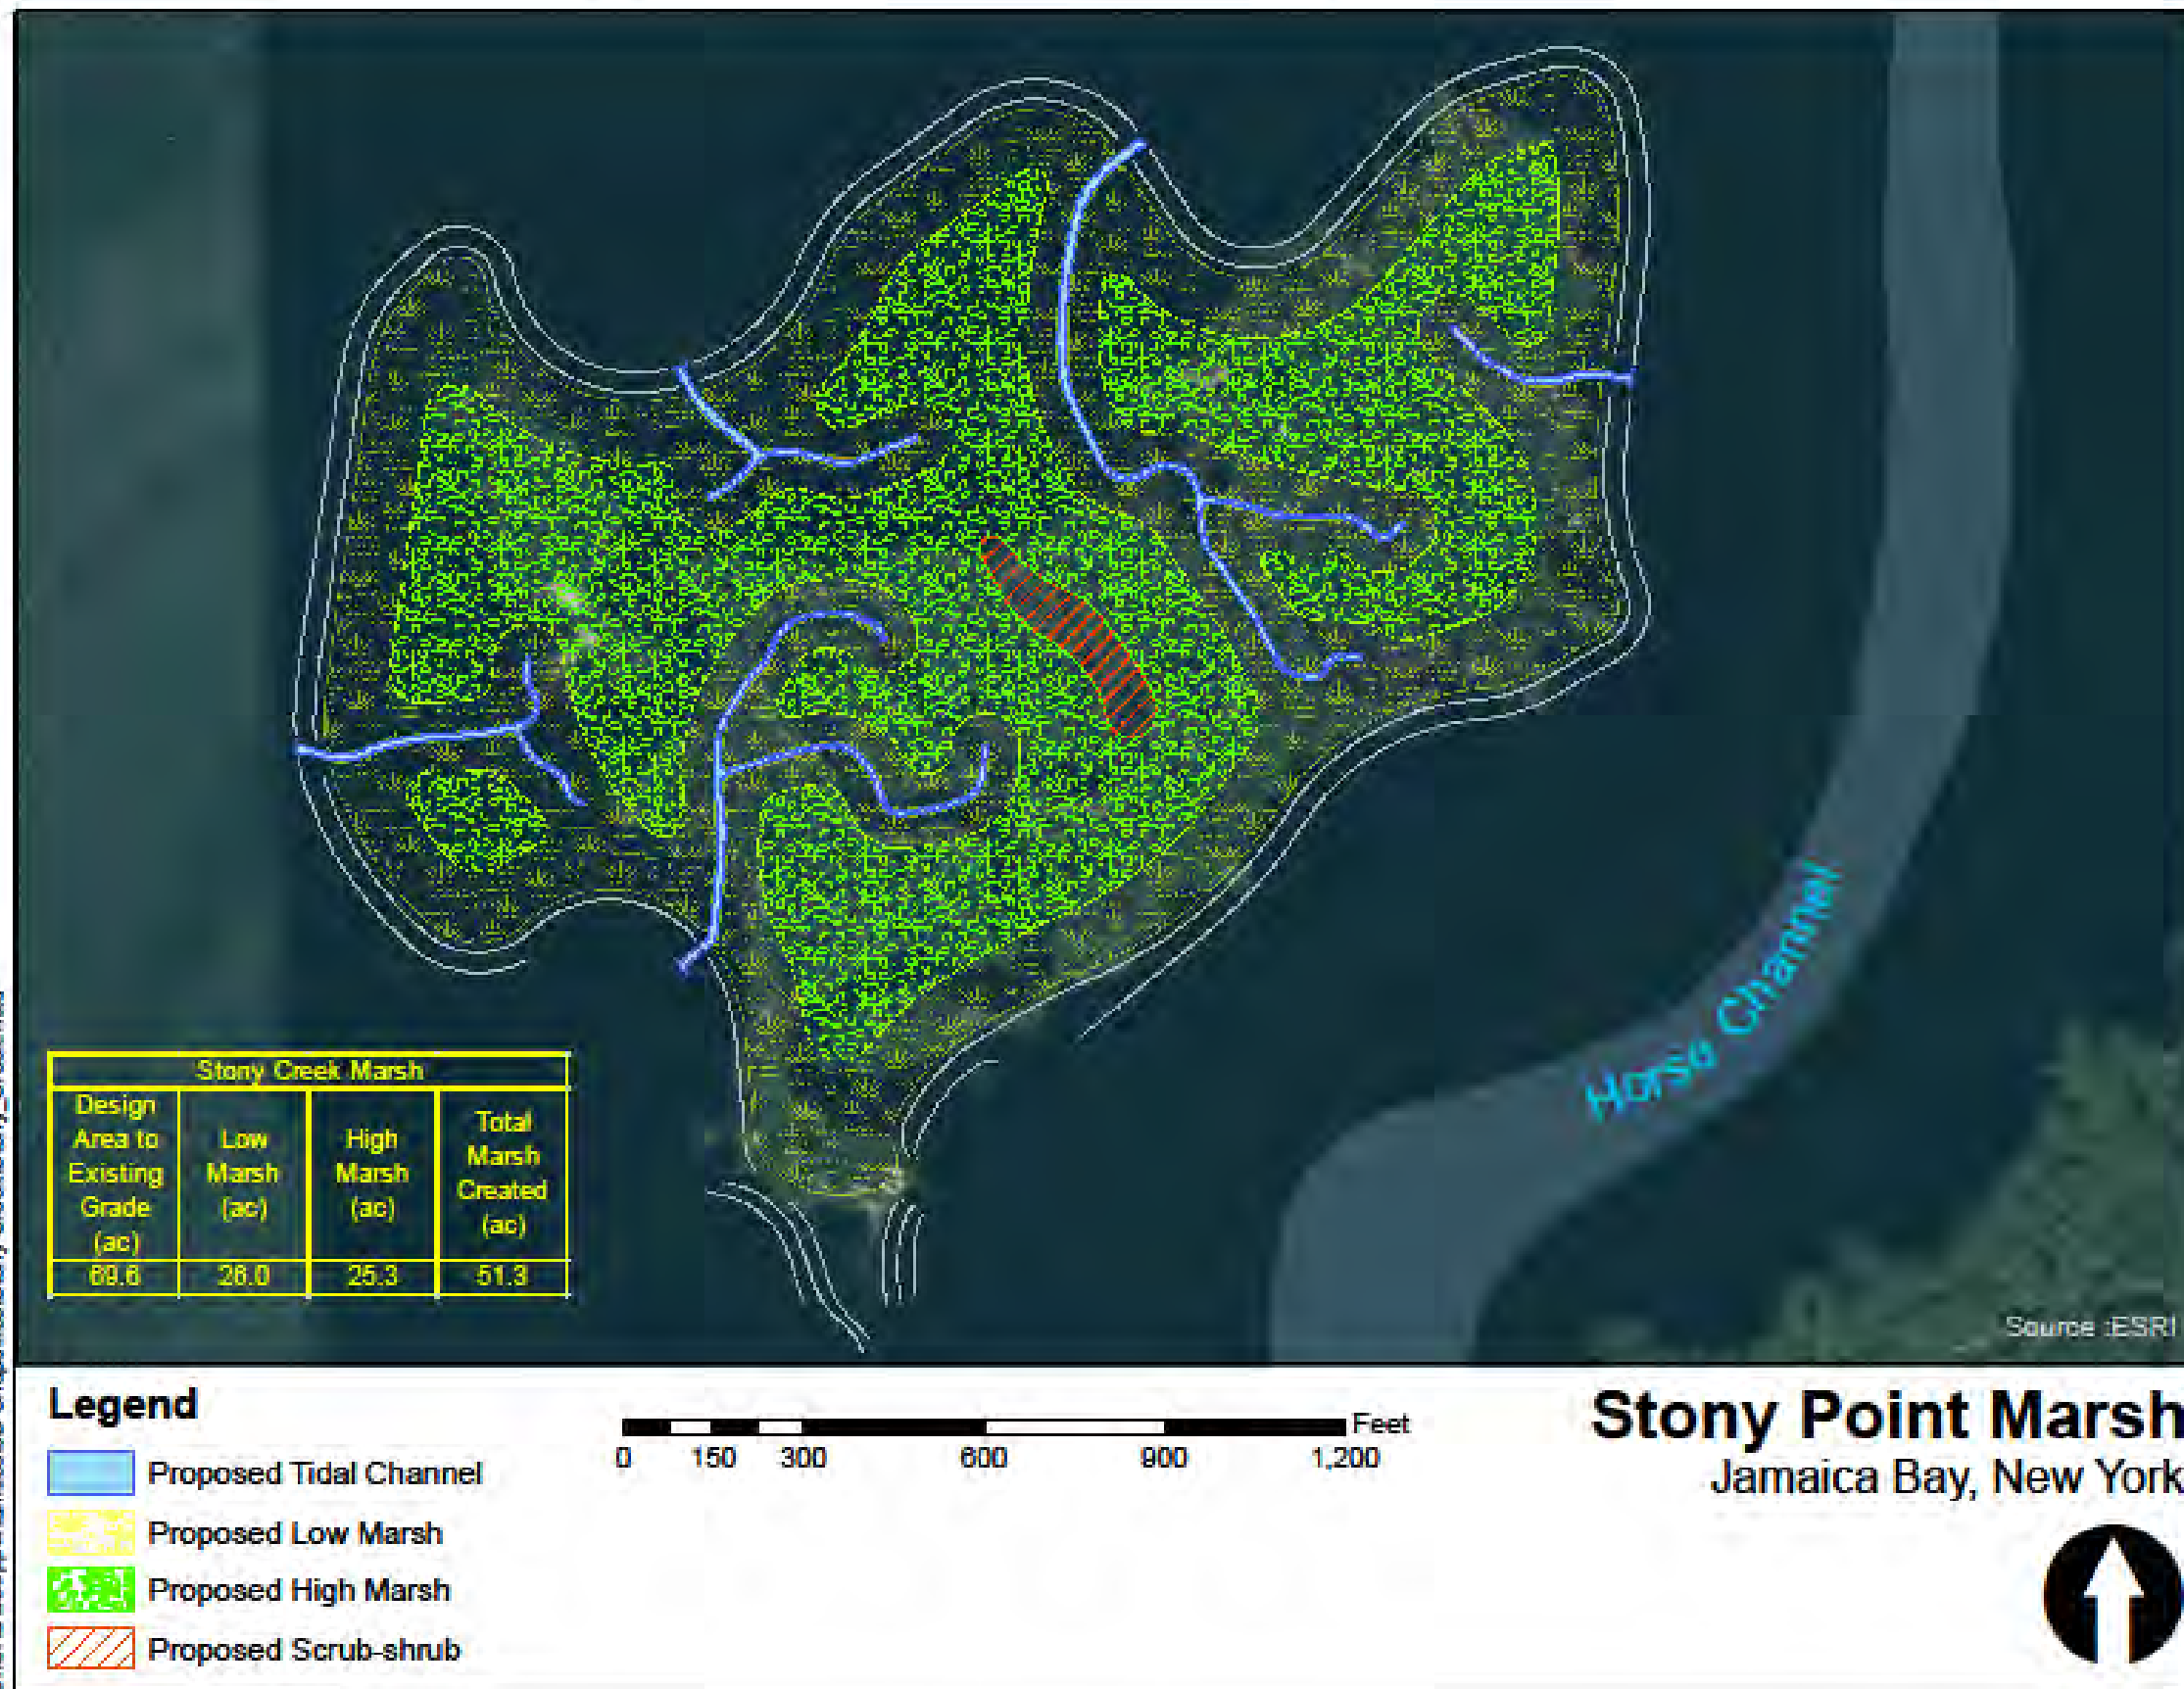 Horse Channel
Stony Creek Marsh
Design Area to Existing Grade (ac) Low Marsh (ac) High Marsh (ac) Total Marsh Created (ac)
69.6 26.0 25.3 51.3
Source :ESRI
Legend
Proposed Tidal Channel
Proposed Low Marsh
Proposed High Marsh
Proposed Scrub-shrub
0 150 300 600 900 1,200 Feet
Stony Point Marsh
Jamaica Bay, New York